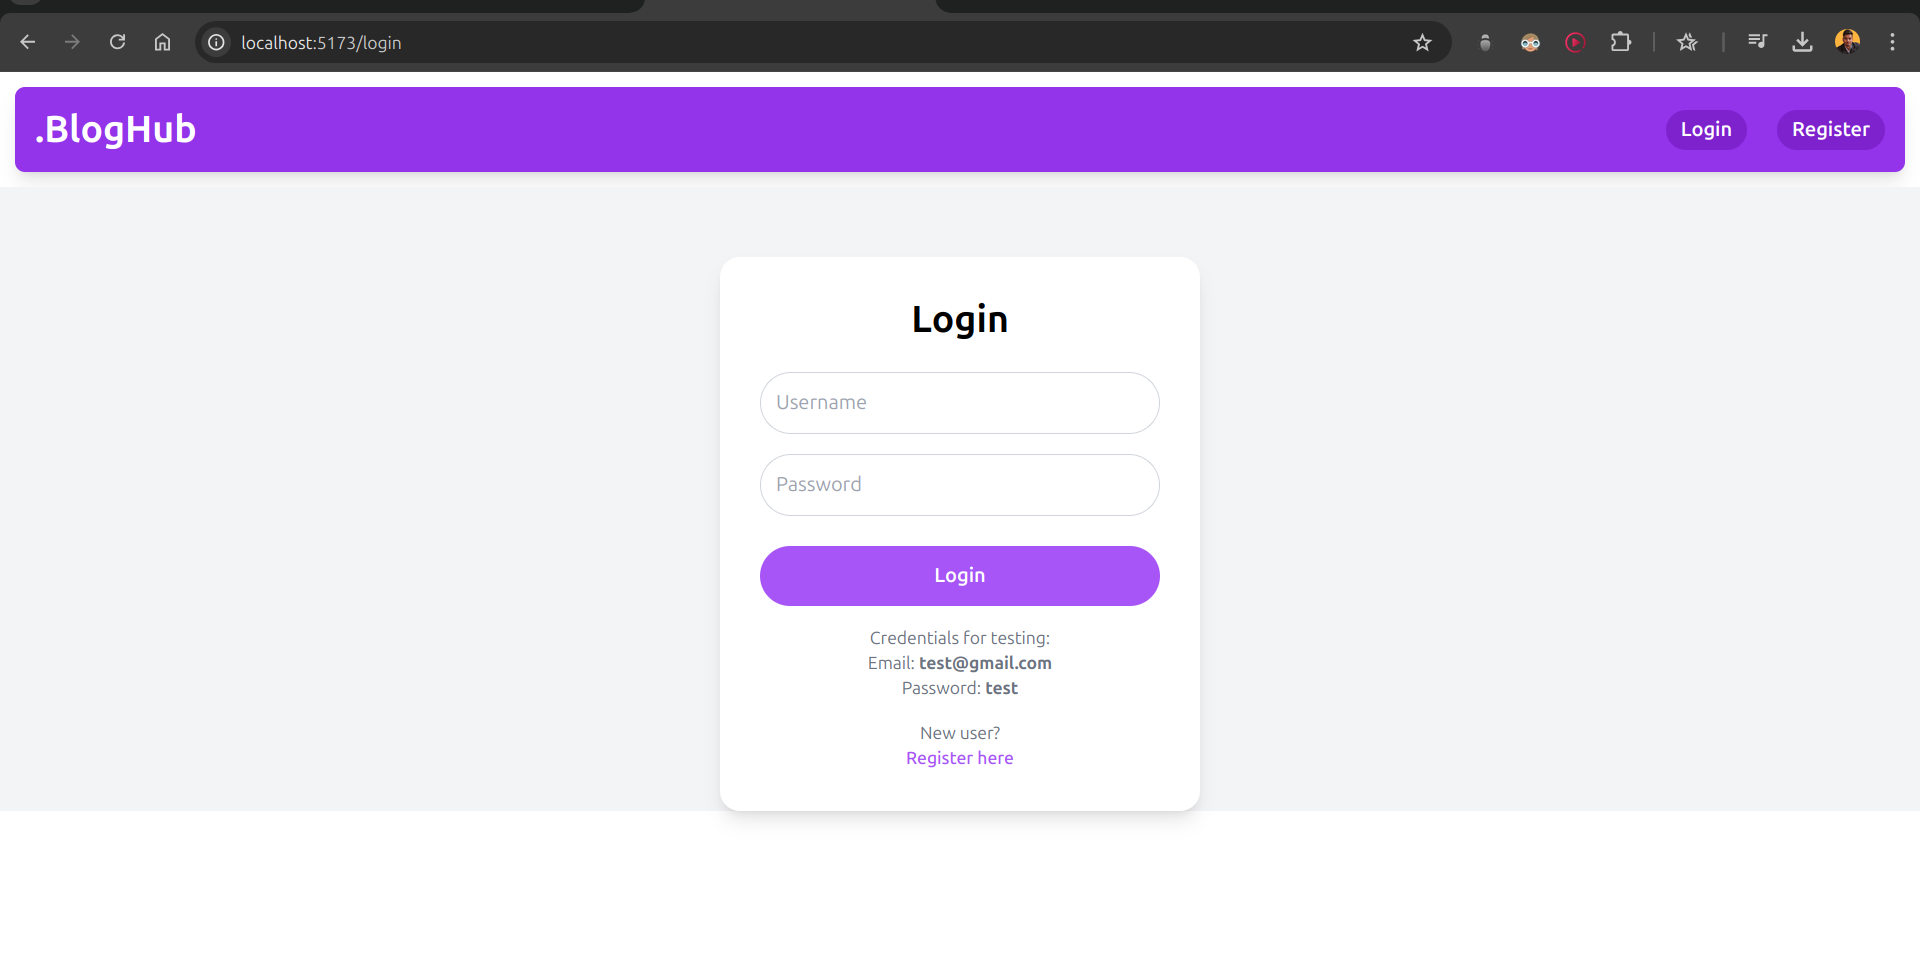 localhost:5173/login
.BlogHub
Login
Register
Login
Username
Password
Login
Credentials for testing:
Email: test@gmail.com
Password: test
New user?
Register here